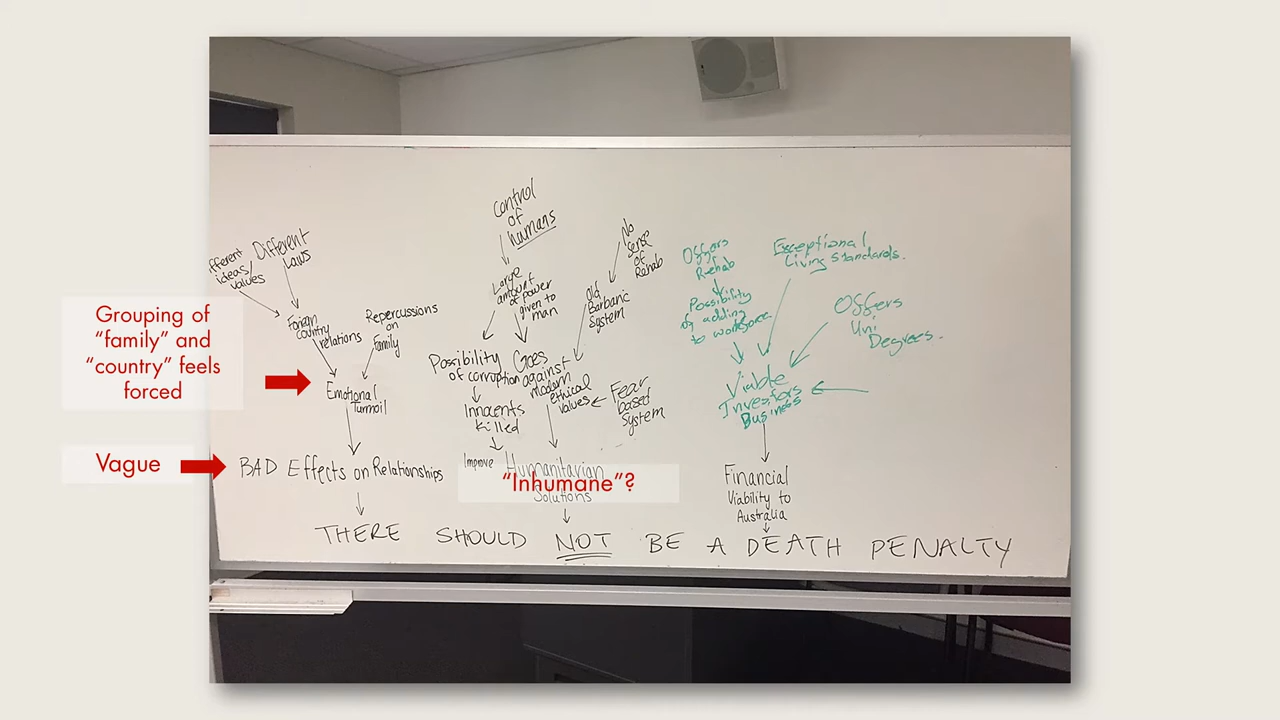 Control
of
humans
No
sense
of
Rehab
Different
Laws
ifferent
ideas/
values
Offers
of
Rehab
Exceptional
Living standards.
Large
amount
of power
given to
man
Old
Barbanic
System
Possibility
of adding
to workforce
Offers
Uni
Degrees.
Grouping of
“family” and
“country” feels
forced
Foriegn
country
relations
Repercussions
on
Family
Possibility
of corruption
Goes
against
modern
ethical
values
Viable
Investors
Business
Emotional
Turmoil
Innocents
killed
Fear
based
System
Vague
BAD Effects on Relationships
Improve
Humanitarian
Solutions
“Inhumane”?
Financial
Viability to
Australia
THERE SHOULD NOT BE A DEATH PENALTY